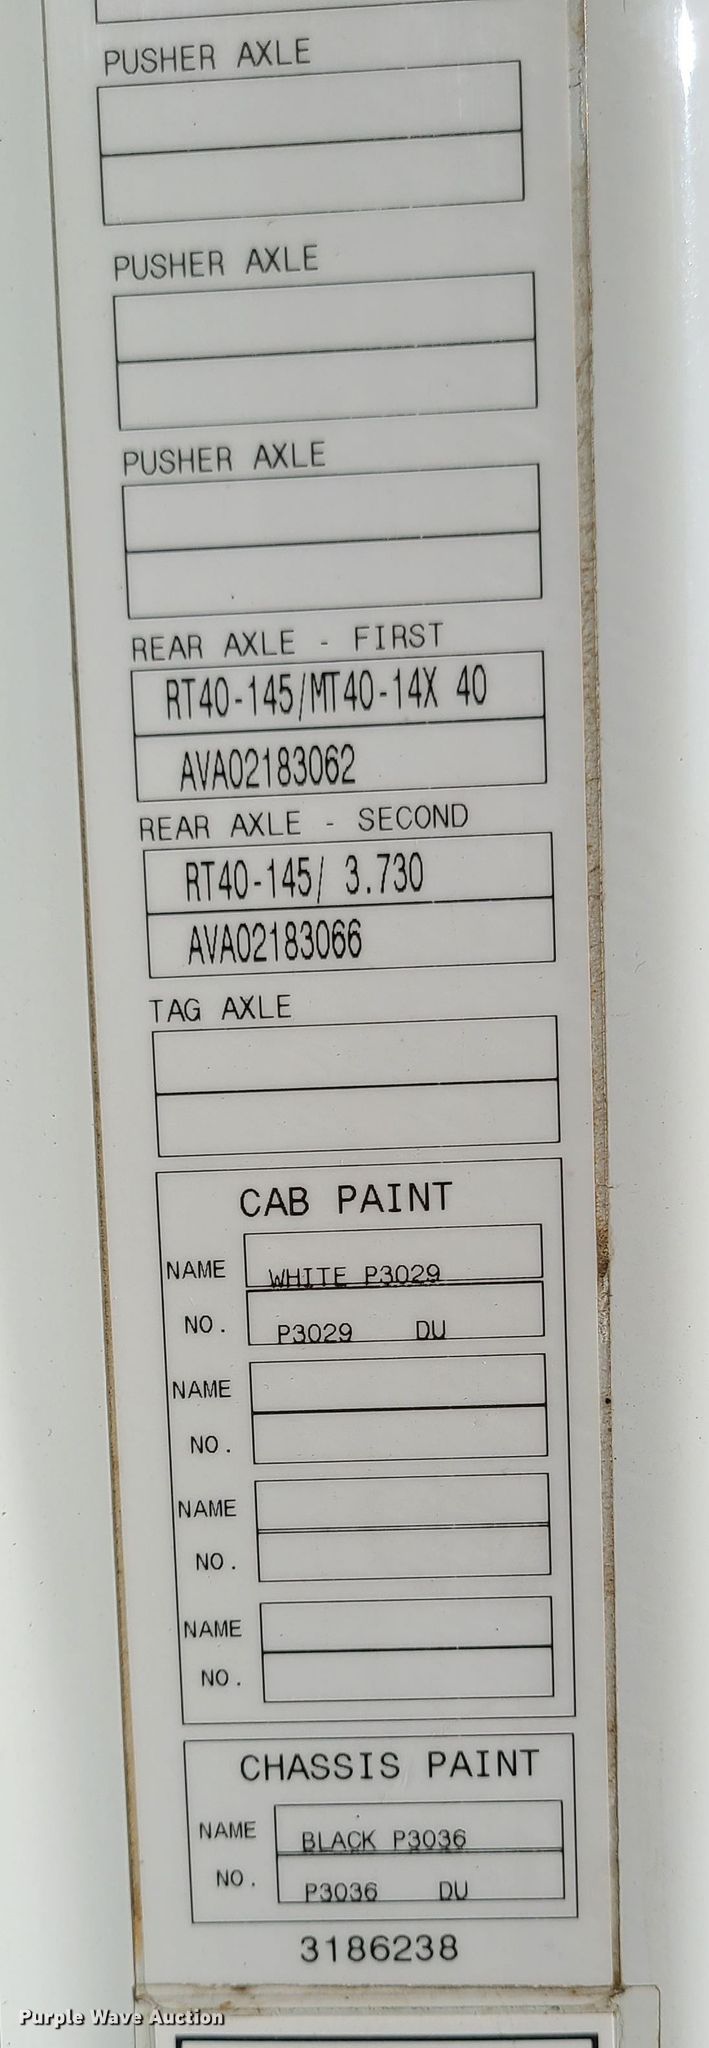 PUSHER AXLE
PUSHER AXLE
PUSHER AXLE
REAR AXLE - FIRST
RT40-145/MT40-14X 40
AVA02183062
REAR AXLE - SECOND
RT40-145/ 3.730
AVA02183066
TAG AXLE
CAB PAINT
NAME WHITE P3029
NO. P3029 DU
NAME
NO.
NAME
NO.
NAME
NO.
CHASSIS PAINT
NAME BLACK P3036
NO. P3036 DU
3186238
Purple Wave Auction